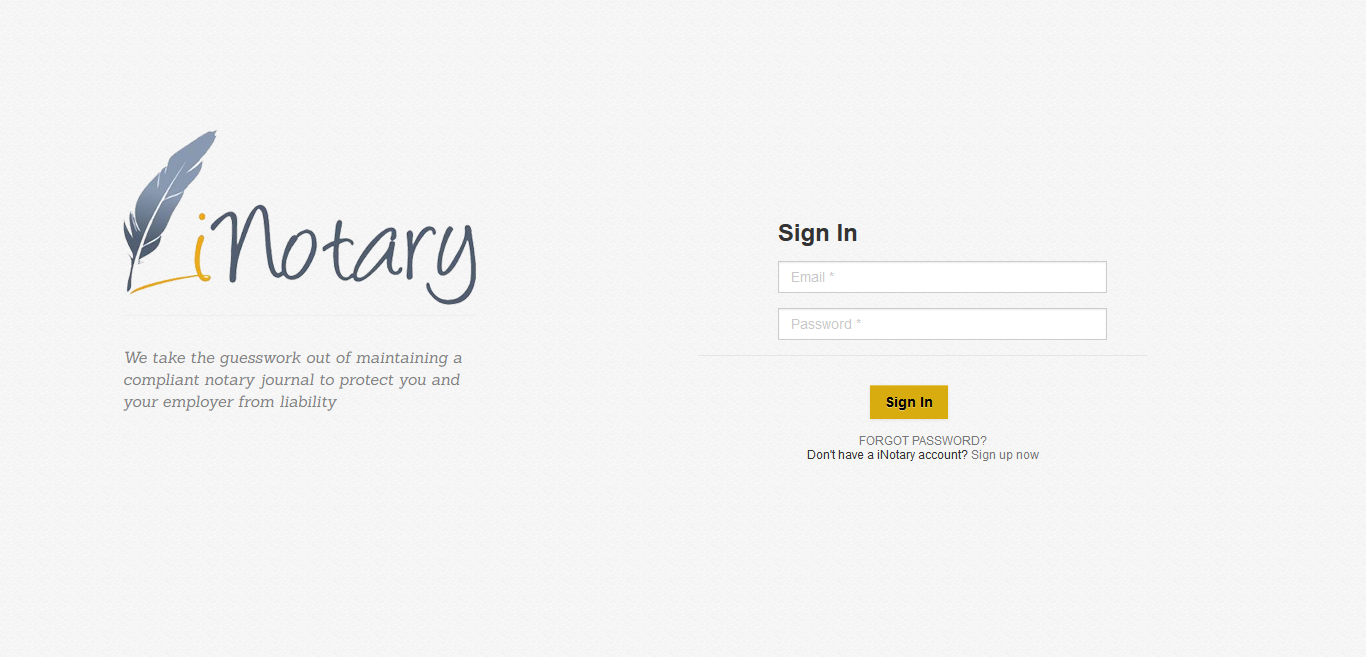 iNotary
We take the guesswork out of maintaining a
compliant notary journal to protect you and
your employer from liability
Sign In
Email *
Password *
Sign In
FORGOT PASSWORD?
Don't have a iNotary account? Sign up now